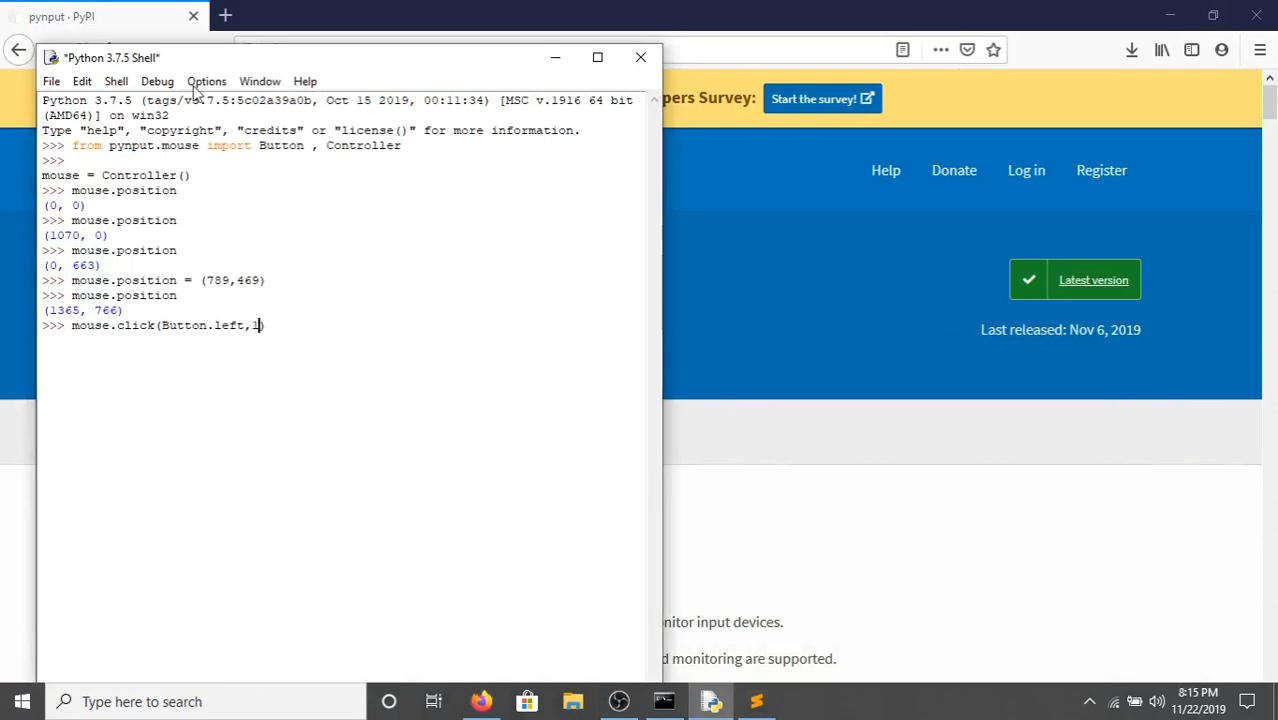 pynput · PyPI
*Python 3.7.5 Shell*
File Edit Shell Debug Options Window Help
Python 3.7.5 (tags/v3.7.5:5c02a39a0b, Oct 15 2019, 00:11:34) [MSC v.1916 64 bit
(AMD64)] on win32
Type "help", "copyright", "credits" or "license()" for more information.
>>> from pynput.mouse import Button , Controller
>>>
mouse = Controller()
>>> mouse.position
(0, 0)
>>> mouse.position
(1070, 0)
>>> mouse.position
(0, 663)
>>> mouse.position = (789,469)
>>> mouse.position
(1365, 766)
>>> mouse.click(Button.left,1)
pers Survey: Start the survey!
Help Donate Log in Register
Latest version
Last released: Nov 6, 2019
nitor input devices.
d monitoring are supported.
Type here to search
8:15 PM
11/22/2019